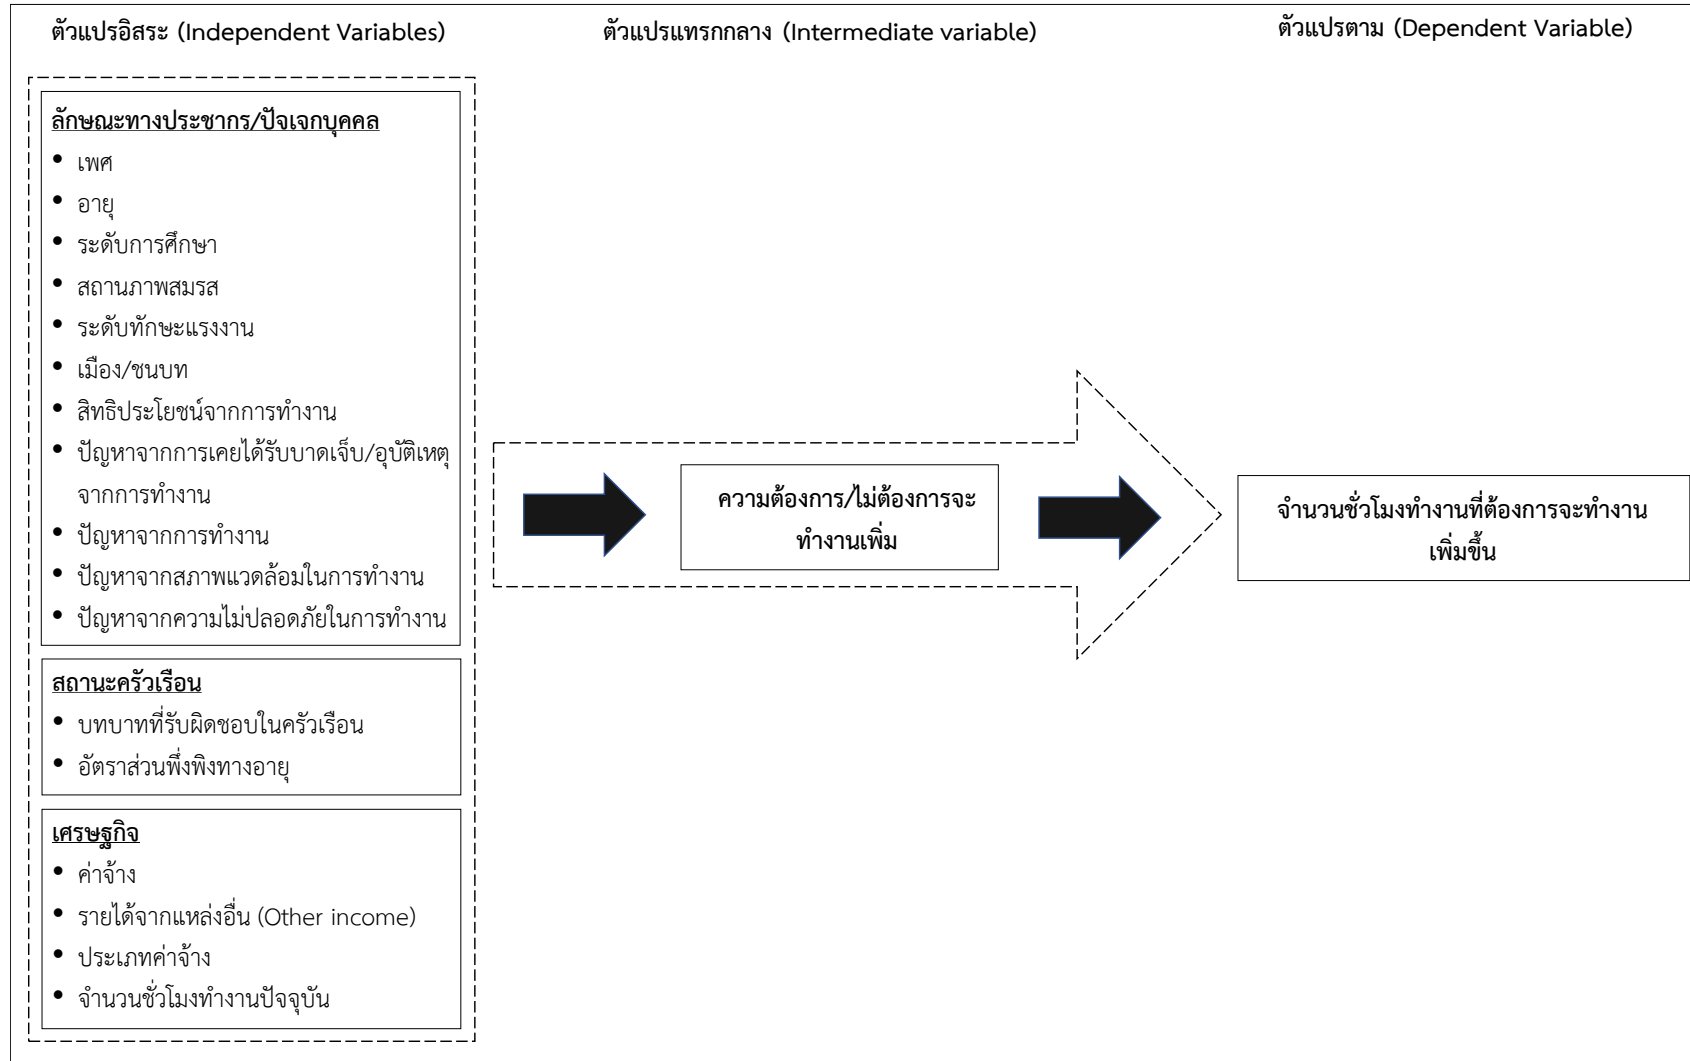 ตัวแปรอิสระ (Independent Variables)
ตัวแปรแทรกกลาง (Intermediate variable)
ตัวแปรตาม (Dependent Variable)
ลักษณะทางประชากร/ปัจเจกบุคคล
• เพศ
• อายุ
• ระดับการศึกษา
• สถานภาพสมรส
• ระดับทักษะแรงงาน
• เมือง/ชนบท
• สิทธิประโยชน์จากการทำงาน
• ปัญหาจากการเคยได้รับบาดเจ็บ/อุบัติเหตุ
จากการทำงาน
• ปัญหาจากการทำงาน
• ปัญหาจากสภาพแวดล้อมในการทำงาน
• ปัญหาจากความไม่ปลอดภัยในการทำงาน
สถานะครัวเรือน
• บทบาทที่รับผิดชอบในครัวเรือน
• อัตราส่วนพึ่งพิงทางอายุ
เศรษฐกิจ
• ค่าจ้าง
• รายได้จากแหล่งอื่น (Other income)
• ประเภทค่าจ้าง
• จำนวนชั่วโมงทำงานปัจจุบัน
ความต้องการ/ไม่ต้องการจะ
ทำงานเพิ่ม
จำนวนชั่วโมงทำงานที่ต้องการจะทำงาน
เพิ่มขึ้น